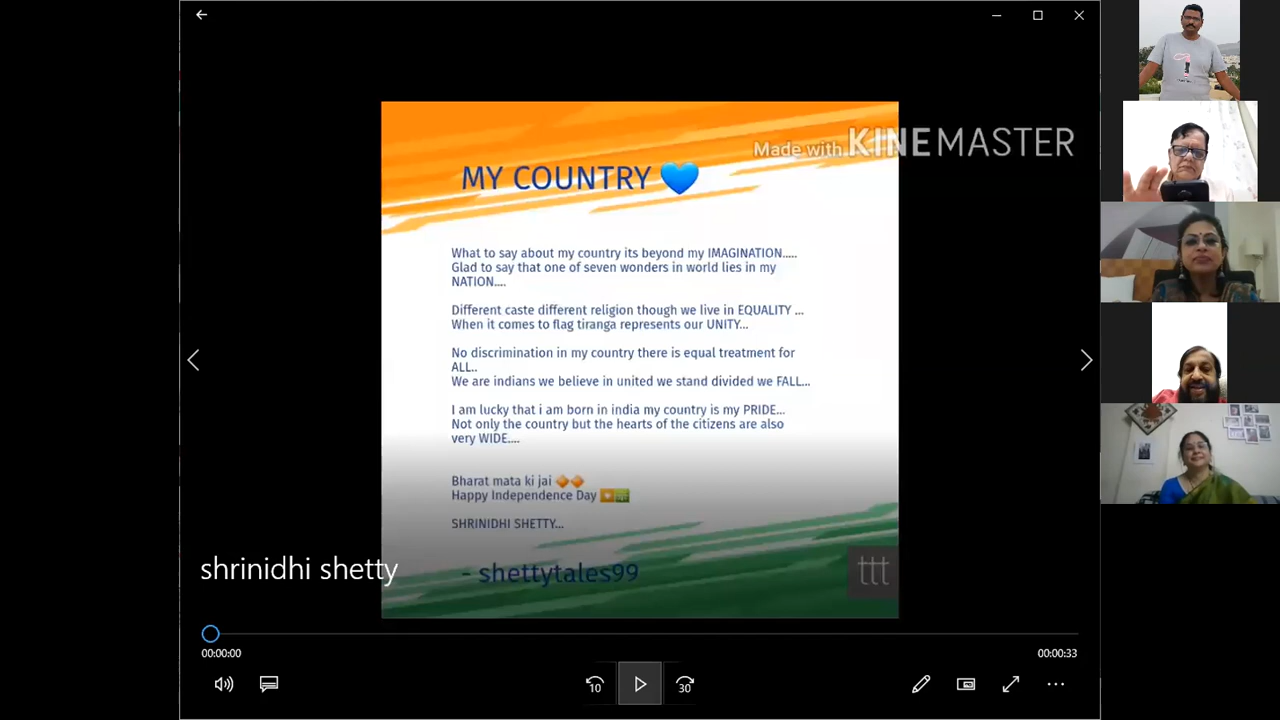 Made with KINEMASTER
MY COUNTRY 💙
What to say about my country its beyond my IMAGINATION.....
Glad to say that one of seven wonders in world lies in my
NATION....
Different caste different religion though we live in EQUALITY ...
When it comes to flag tiranga represents our UNITY...
No discrimination in my country there is equal treatment for
ALL..
We are indians we believe in united we stand divided we FALL...
I am lucky that i am born in india my country is my PRIDE...
Not only the country but the hearts of the citizens are also
very WIDE....
Bharat mata ki jai 🔶🔶
Happy Independence Day
SHRINIDHI SHETTY...
- shettytales99
ttt
shrinidhi shetty
00:00:00
00:00:33
10
30